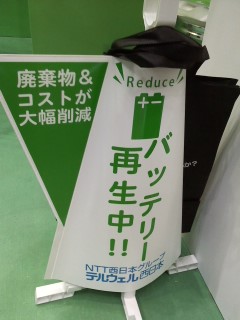 廃棄物&
コストが
大幅削減
Reduce
バッテリー
再生中!!
NTT西日本グループ
テルウェル西日本
か?